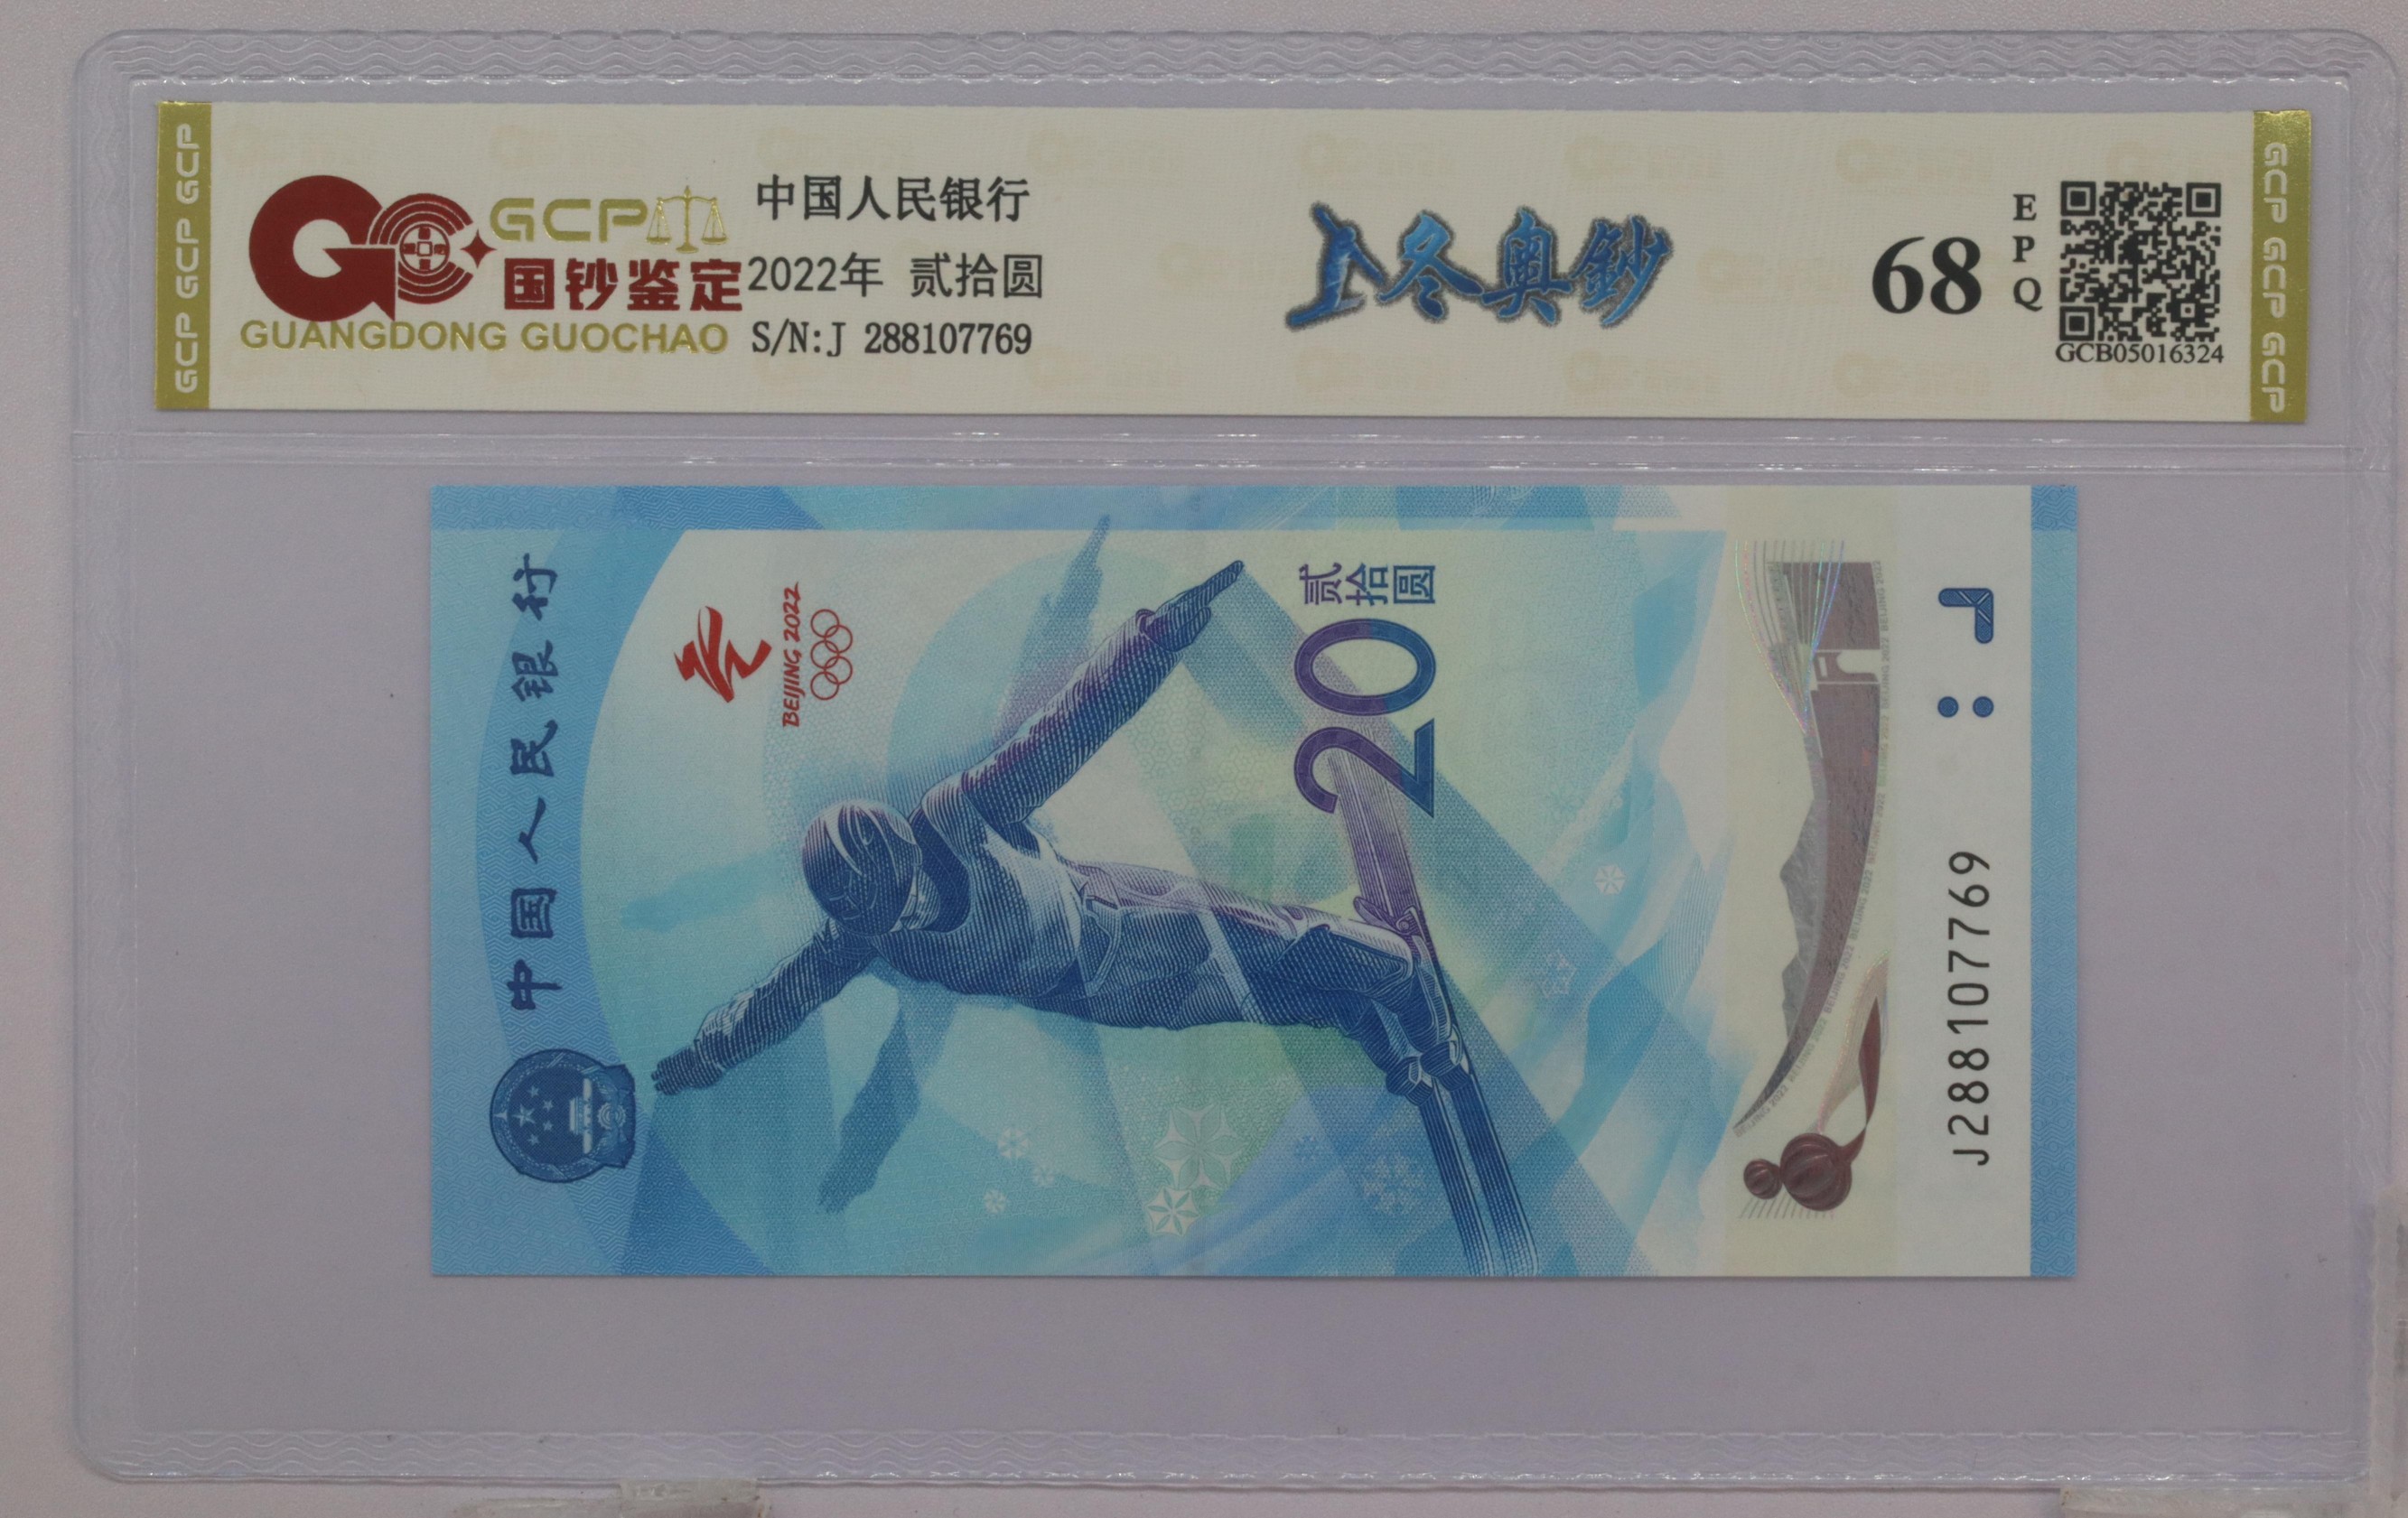 GCP GCP GCP
GCP
国钞鉴定
GUANGDONG GUOCHAO
中国人民银行
2022年 贰拾圆
S/N:J 288107769
冬奥鈔
68
EPQ
GCB05016324
GCP GCP GCP
中国人民银行
BEIJING 2022
贰拾圆
20
J288107769